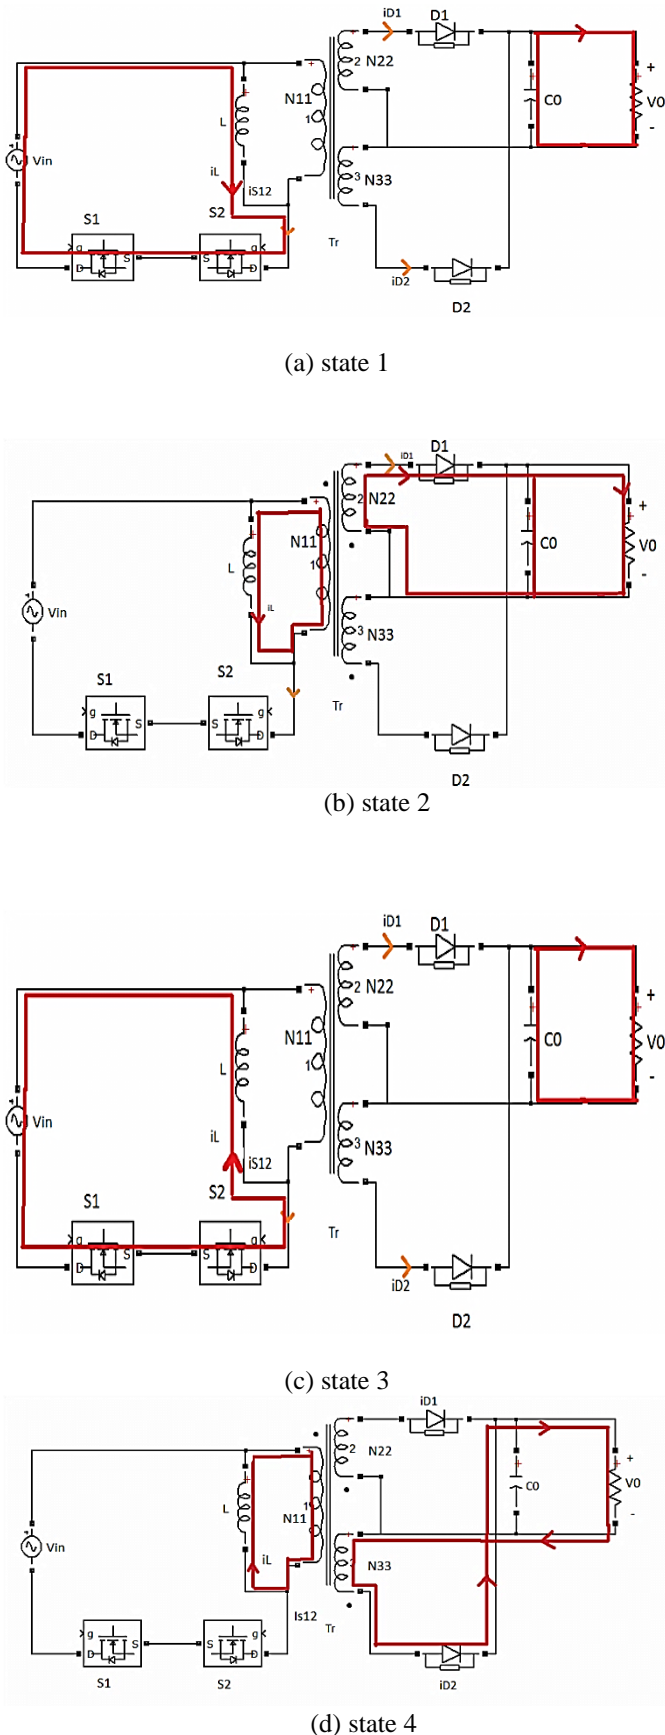 iD1 D1
2 N22
N11
+
L
1
C0
V0
-
Vin
iL
iS12
3 N33
S1
S2
g
g
D
S
S
D
Tr
iD2
D2
(a) state 1
iD1 D1
2 N22
N11
+
L
1
C0
V0
-
Vin
iL
3 N33
S1
S2
g
g
D
S
S
D
Tr
D2
(b) state 2
iD1 D1
2 N22
N11
+
L
1
C0
V0
-
Vin
iL
iS12
3 N33
S1
S2
g
g
D
S
S
D
Tr
iD2
D2
(c) state 3
iD1
2 N22
+
L
1
N11
C0
V0
-
Vin
iL
N33
Is12
Tr
g
g
D
S
S
D
S1
S2
iD2
(d) state 4